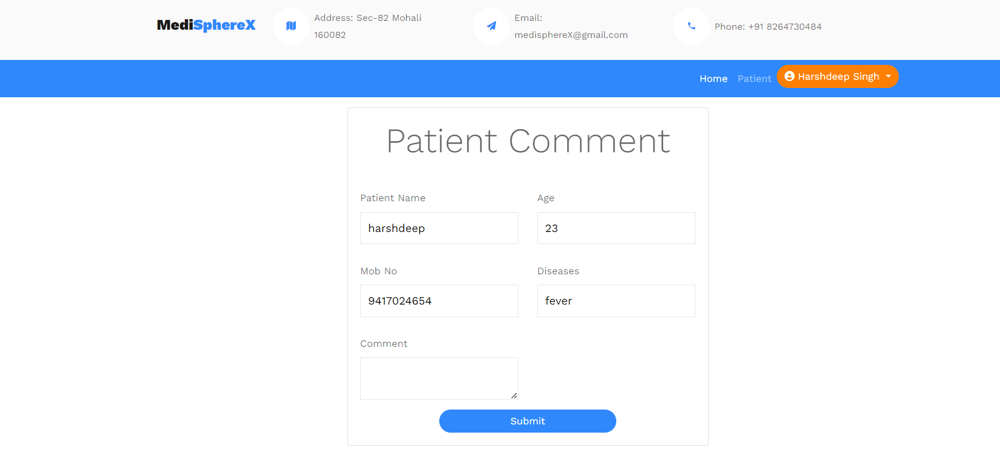 MediSphereX
Address: Sec-82 Mohali
160082
Email:
medisphereX@gmail.com
Phone: +91 8264730484
Home
Patient
Harshdeep Singh
Patient Comment
Patient Name
Age
harshdeep
23
Mob No
Diseases
9417024654
fever
Comment
Submit